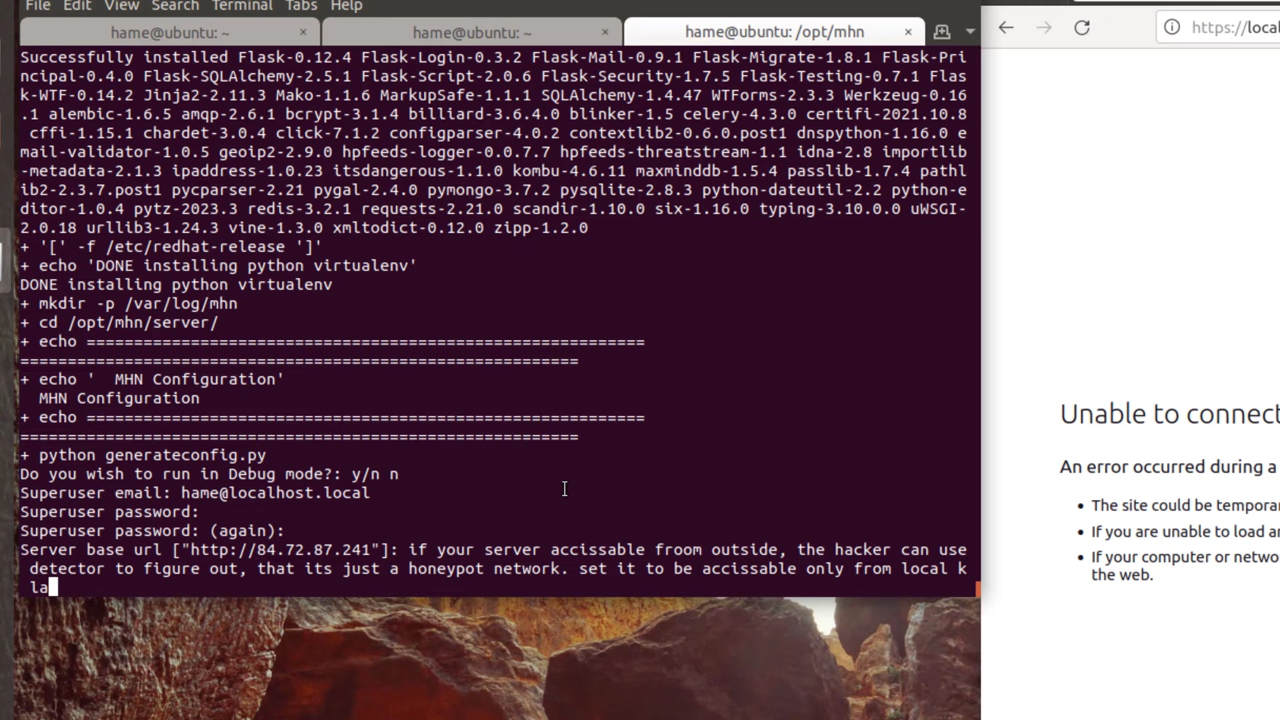 File Edit View Search Terminal Tabs Help
hame@ubuntu: ~ × hame@ubuntu: ~ × hame@ubuntu: /opt/mhn ×
https://local
Successfully installed Flask-0.12.4 Flask-Login-0.3.2 Flask-Mail-0.9.1 Flask-Migrate-1.8.1 Flask-Pri
ncipal-0.4.0 Flask-SQLAlchemy-2.5.1 Flask-Script-2.0.6 Flask-Security-1.7.5 Flask-Testing-0.7.1 Flas
k-WTF-0.14.2 Jinja2-2.11.3 Mako-1.1.6 MarkupSafe-1.1.1 SQLAlchemy-1.4.47 WTForms-2.3.3 Werkzeug-0.16
.1 alembic-1.6.5 amqp-2.6.1 bcrypt-3.1.4 billiard-3.6.4.0 blinker-1.5 celery-4.3.0 certifi-2021.10.8
cffi-1.15.1 chardet-3.0.4 click-7.1.2 configparser-4.0.2 contextlib2-0.6.0.post1 dnspython-1.16.0 e
mail-validator-1.0.5 geoip2-2.9.0 hpfeeds-logger-0.0.7.7 hpfeeds-threatstream-1.1 idna-2.8 importlib
-metadata-2.1.3 ipaddress-1.0.23 itsdangerous-1.1.0 kombu-4.6.11 maxminddb-1.5.4 passlib-1.7.4 pathl
ib2-2.3.7.post1 pycparser-2.21 pygal-2.4.0 pymongo-3.7.2 pysqlite-2.8.3 python-dateutil-2.2 python-e
ditor-1.0.4 pytz-2023.3 redis-3.2.1 requests-2.21.0 scandir-1.10.0 six-1.16.0 typing-3.10.0.0 uWSGI-
2.0.18 urllib3-1.24.3 vine-1.3.0 xmltodict-0.12.0 zipp-1.2.0
+ '[' -f /etc/redhat-release ']'
+ echo 'DONE installing python virtualenv'
DONE installing python virtualenv
+ mkdir -p /var/log/mhn
+ cd /opt/mhn/server/
+ echo ===========================================================
===========================================================
+ echo '  MHN Configuration'
  MHN Configuration
+ echo ===========================================================
===========================================================
+ python generateconfig.py
Do you wish to run in Debug mode?: y/n n
Superuser email: hame@localhost.local
Superuser password:
Superuser password: (again):
Server base url ["http://84.72.87.241"]: if your server accissable froom outside, the hacker can use
detector to figure out, that its just a honeypot network. set it to be accissable only from local k
la
Unable to connect
An error occurred during a
The site could be temporar
If you are unable to load an
If your computer or netwo
the web.